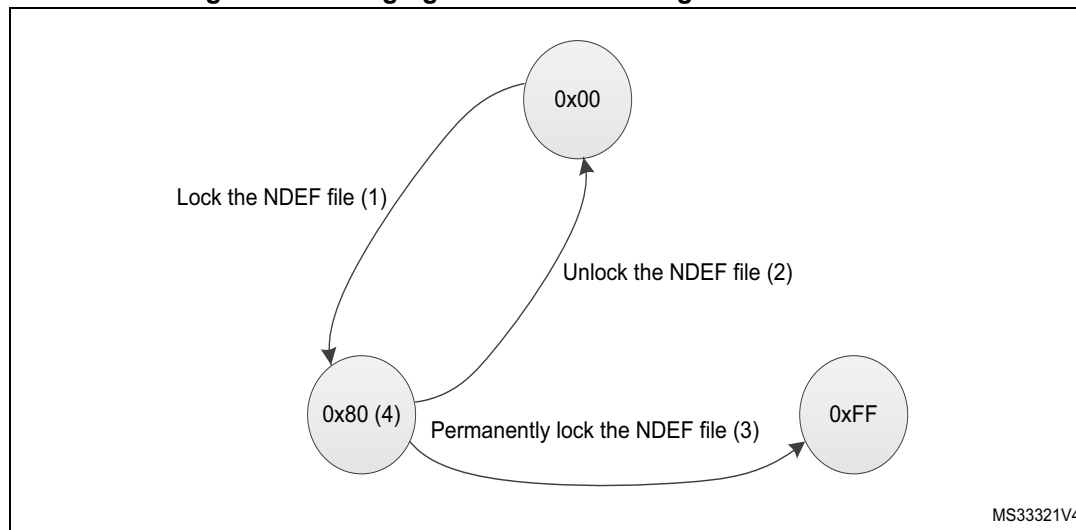 0x00
Lock the NDEF file (1)
Unlock the NDEF file (2)
0x80 (4)
Permanently lock the NDEF file (3)
0xFF
MS33321V4